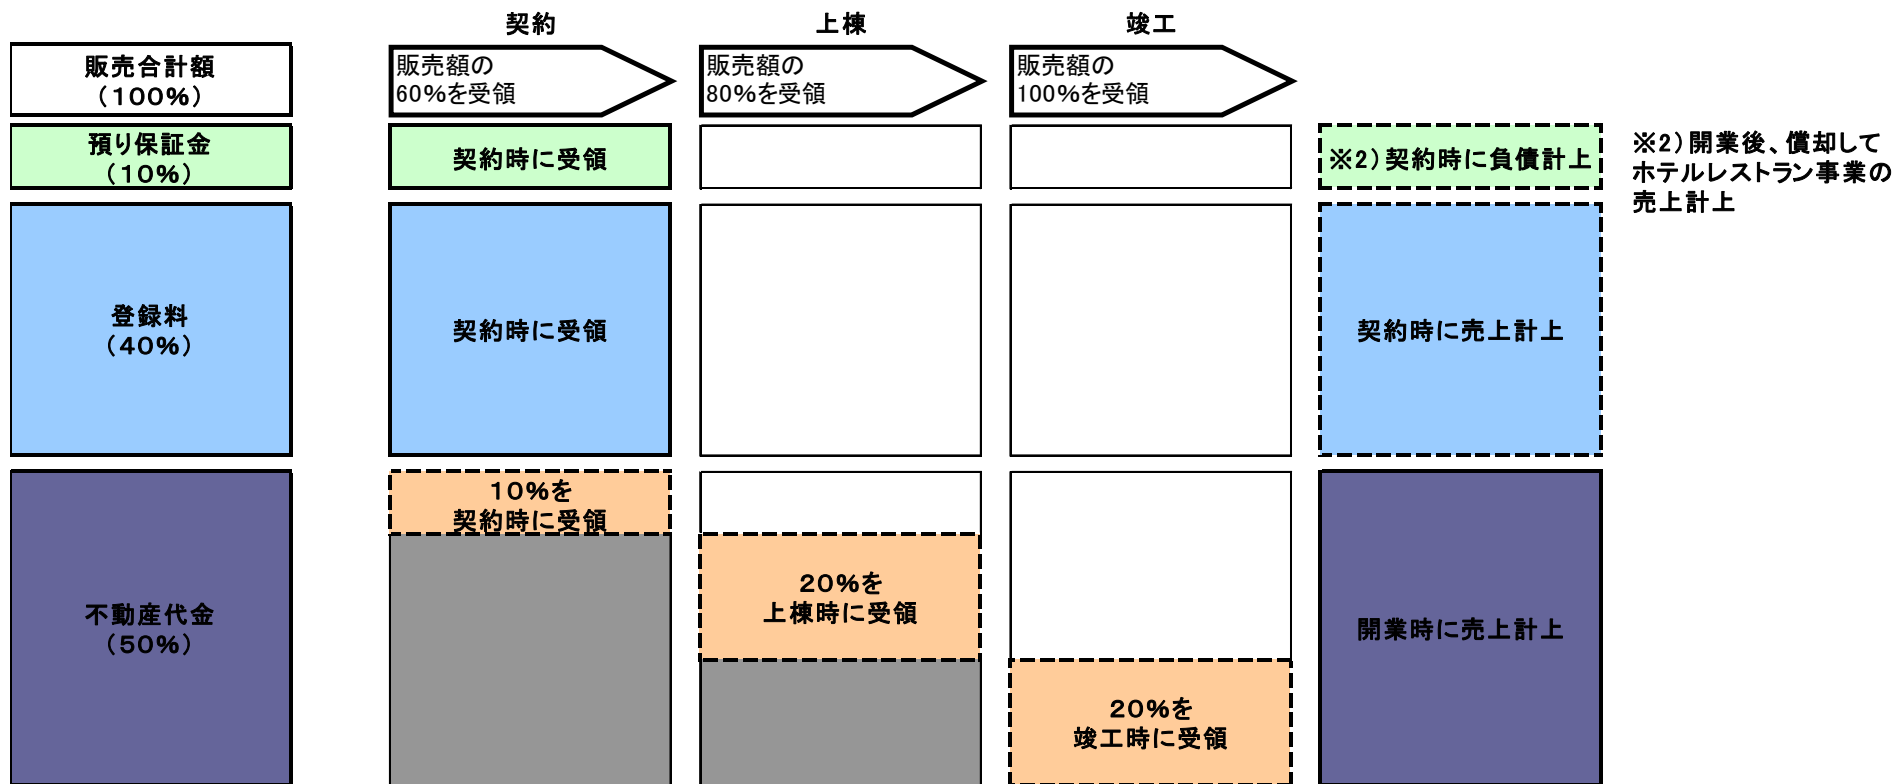 契約
上棟
竣工
販売合計額
（１００％）
販売額の
60%を受領
販売額の
80%を受領
販売額の
100%を受領
預り保証金
（１０％）
契約時に受領
※２）契約時に負債計上
※２）開業後、償却して
ホテルレストラン事業の
売上計上
登録料
（４０％）
契約時に受領
契約時に売上計上
不動産代金
（５０％）
１０％を
契約時に受領
２０％を
上棟時に受領
２０％を
竣工時に受領
開業時に売上計上